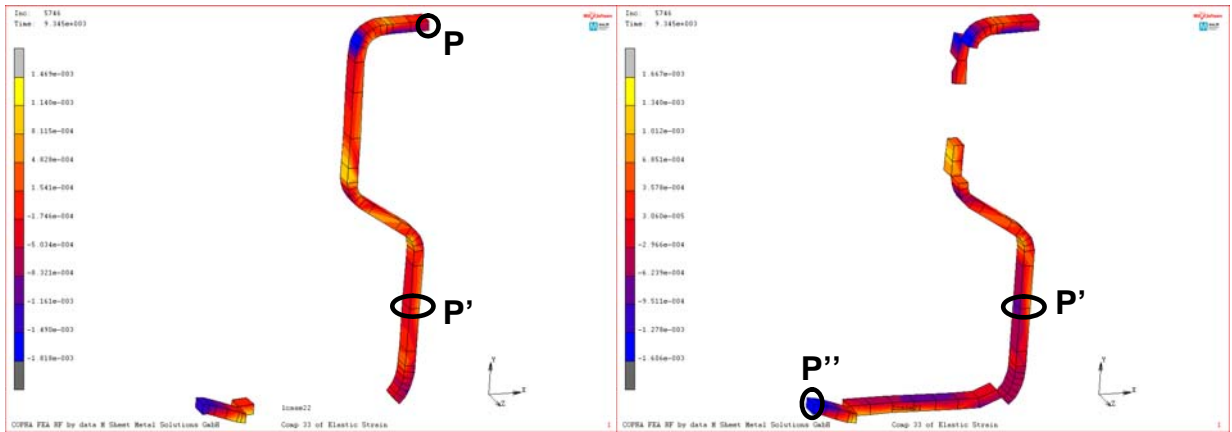 Inc: 5746
Time: 9.345e+003
1.469e-003
1.140e-003
8.115e-004
4.828e-004
1.541e-004
-1.746e-004
-5.034e-004
-8.321e-004
-1.161e-003
-1.490e-003
-1.818e-003
P
P'
Y
X
Z
lcase22
COPRA FEA RF by data M Sheet Metal Solutions GmbH
Comp 33 of Elastic Strain
1
Inc: 5746
Time: 9.345e+003
1.667e-003
1.340e-003
1.012e-003
6.851e-004
3.578e-004
3.060e-005
-2.966e-004
-6.239e-004
-9.511e-004
-1.278e-003
-1.606e-003
P'
P''
Y
X
Z
COPRA FEA RF by data M Sheet Metal Solutions GmbH
Comp 33 of Elastic Strain
1